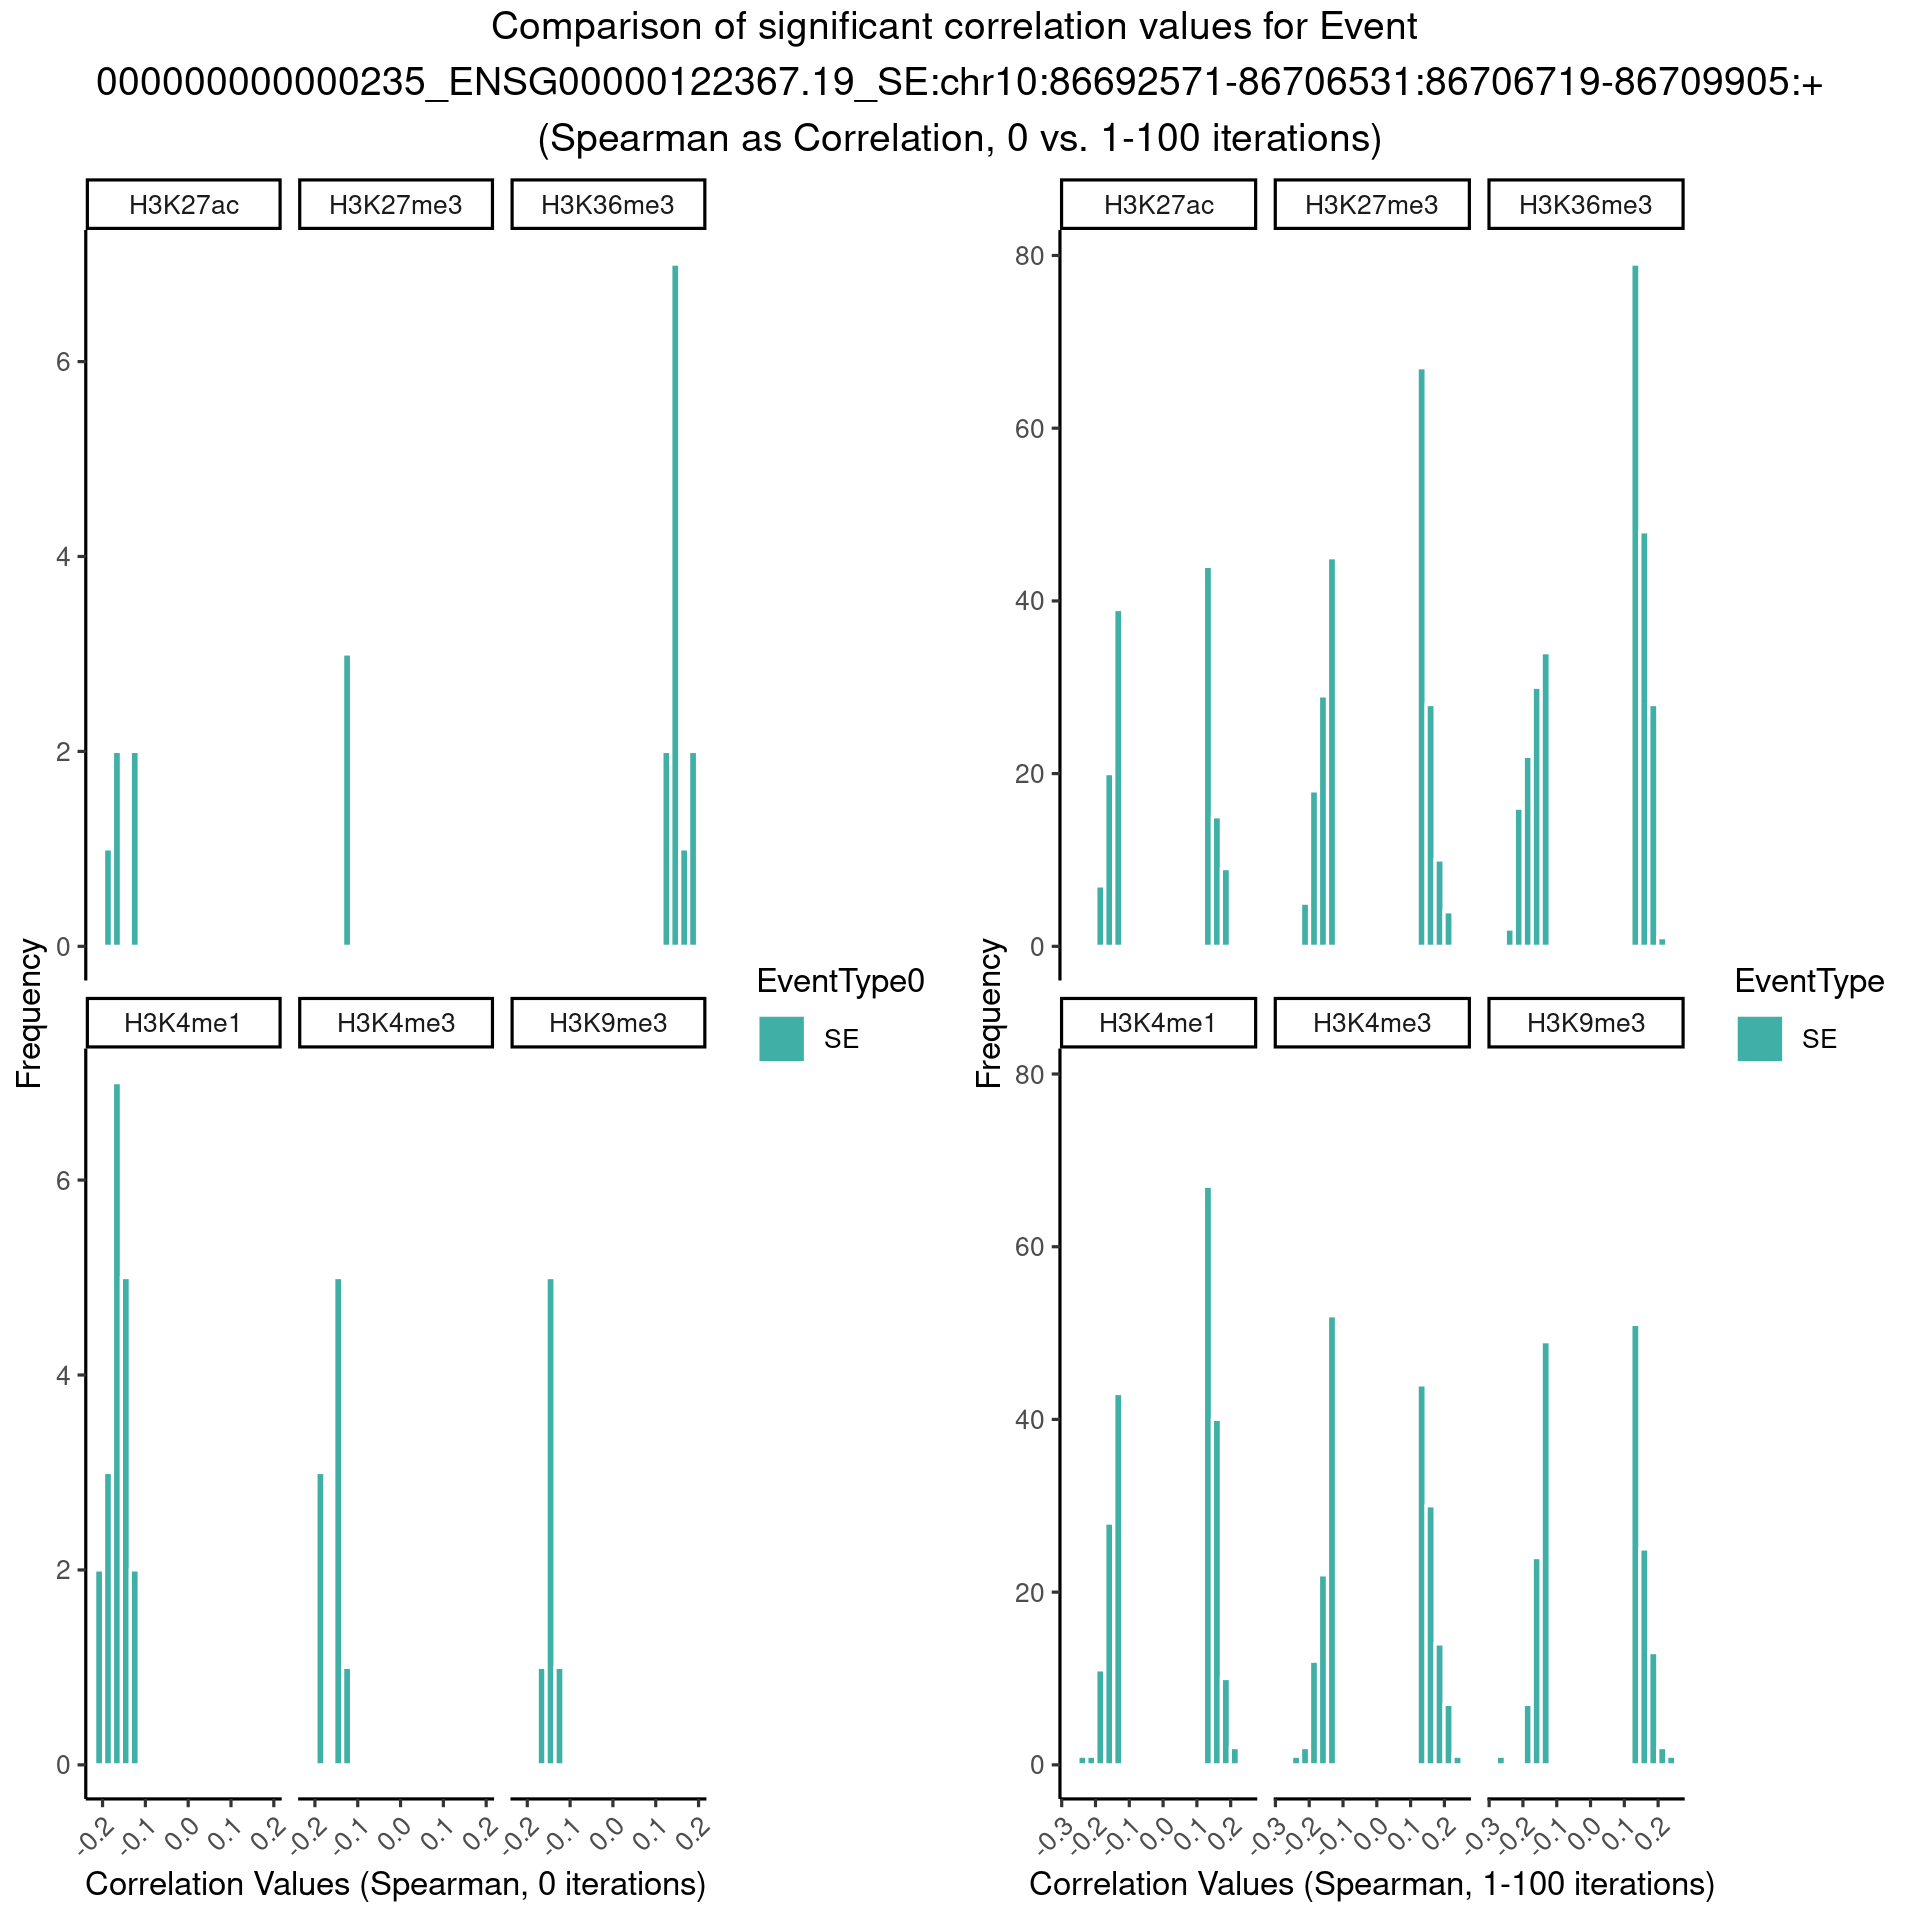 Comparison of significant correlation values for Event
000000000000235_ENSG00000122367.19_SE:chr10:86692571-86706531:86706719-86709905:+
(Spearman as Correlation, 0 vs. 1-100 iterations)
H3K27ac H3K27me3 H3K36me3
6
4
2
0
H3K4me1 H3K4me3 H3K9me3
6
4
2
0
-0.2 -0.1 0.0 0.1 0.2 -0.2 -0.1 0.0 0.1 0.2 -0.2 -0.1 0.0 0.1 0.2
Correlation Values (Spearman, 0 iterations)
Frequency
EventType0
SE
H3K27ac H3K27me3 H3K36me3
80
60
40
20
0
H3K4me1 H3K4me3 H3K9me3
80
60
40
20
0
-0.3 -0.2 -0.1 0.0 0.1 0.2 -0.3 -0.2 -0.1 0.0 0.1 0.2 -0.3 -0.2 -0.1 0.0 0.1 0.2
Correlation Values (Spearman, 1-100 iterations)
Frequency
EventType
SE